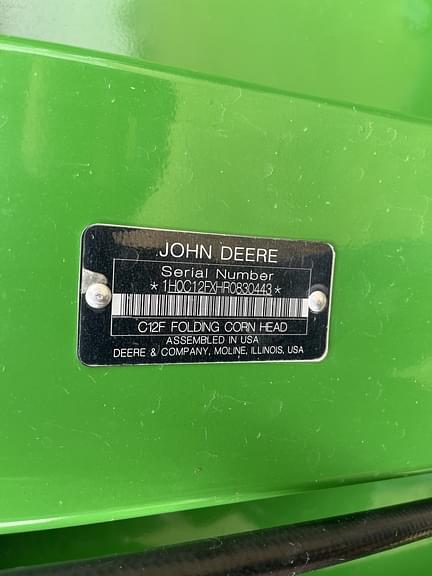 JOHN DEERE
Serial Number
*1H0C12FXHR0830443*
C12F FOLDING CORN HEAD
ASSEMBLED IN USA
DEERE & COMPANY, MOLINE, ILLINOIS, USA